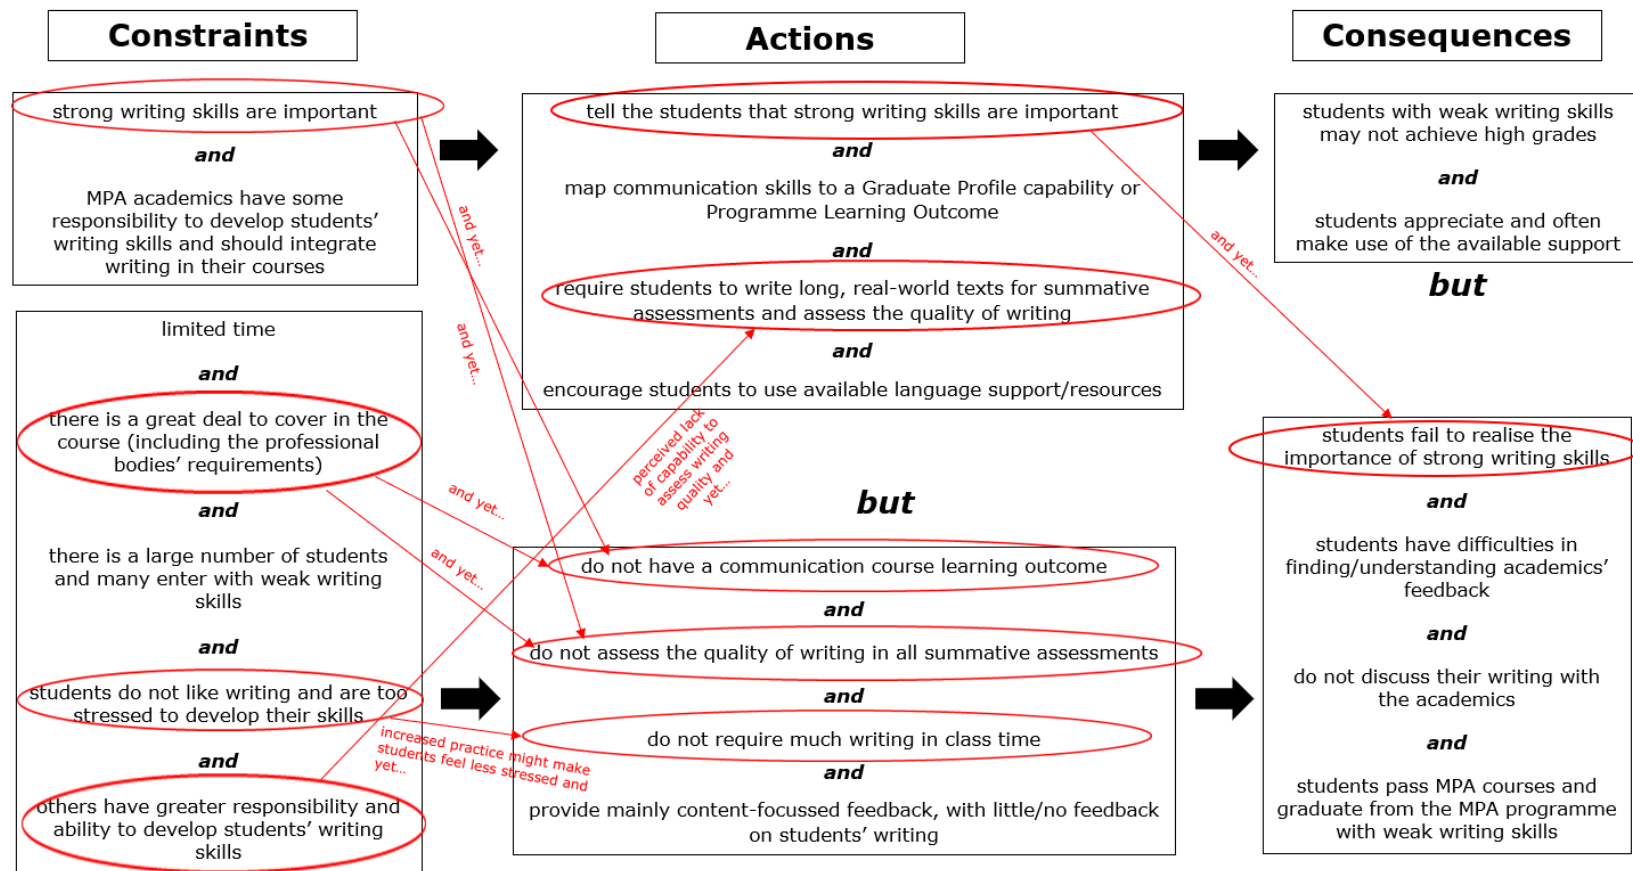 Constraints
strong writing skills are important
and
MPA academics have some
responsibility to develop students’
writing skills and should integrate
writing in their courses
limited time
and
there is a great deal to cover in the
course (including the professional
bodies’ requirements)
and
there is a large number of students
and many enter with weak writing
skills
and
students do not like writing and are too
stressed to develop their skills
and
others have greater responsibility and
ability to develop students’ writing
skills
and yet...
and yet...
and yet...
and yet...
increased practice might make
students feel less stressed and
yet...
perceived lack
of capability to
assess writing
quality and
yet...
Actions
tell the students that strong writing skills are important
and
map communication skills to a Graduate Profile capability or
Programme Learning Outcome
and
require students to write long, real-world texts for summative
assessments and assess the quality of writing
and
encourage students to use available language support/resources
but
do not have a communication course learning outcome
and
do not assess the quality of writing in all summative assessments
and
do not require much writing in class time
and
provide mainly content-focussed feedback, with little/no feedback
on students’ writing
and yet...
Consequences
students with weak writing skills
may not achieve high grades
and
students appreciate and often
make use of the available support
but
students fail to realise the
importance of strong writing skills
and
students have difficulties in
finding/understanding academics’
feedback
and
do not discuss their writing with
the academics
and
students pass MPA courses and
graduate from the MPA programme
with weak writing skills